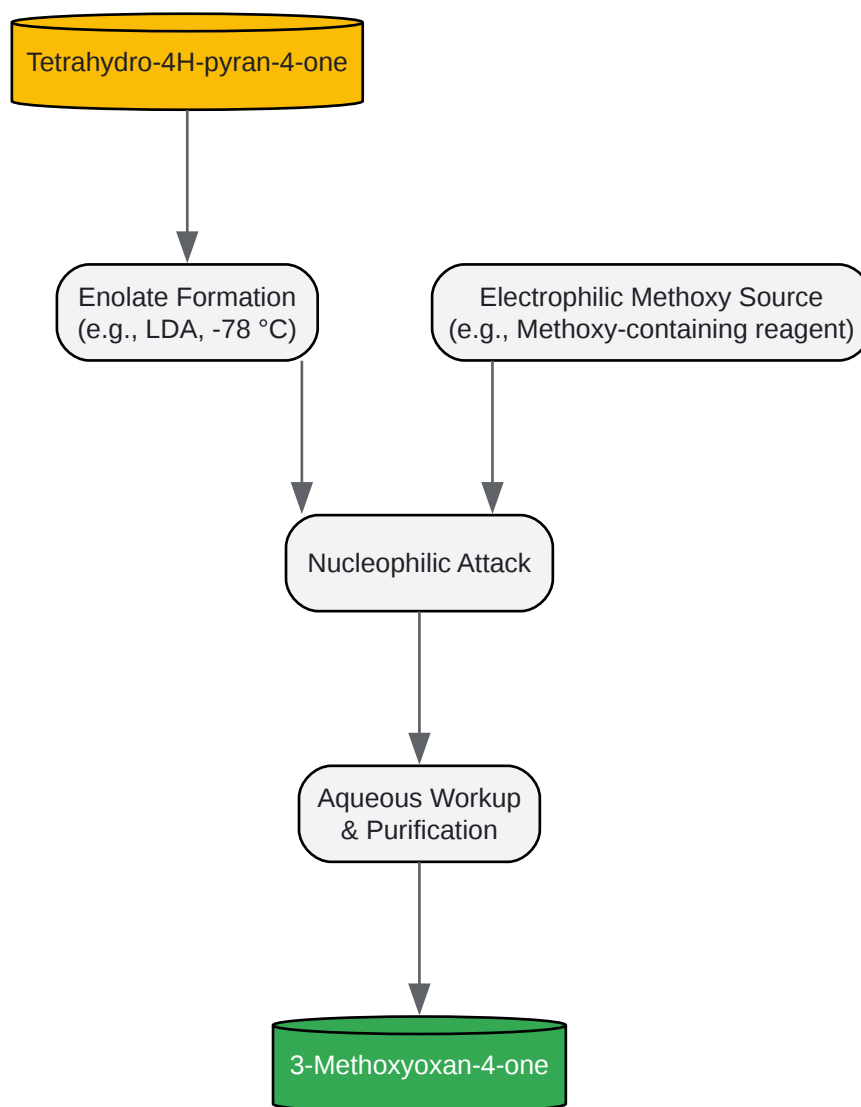 Tetrahydro-4H-pyran-4-one
Enolate Formation
(e.g., LDA, -78 °C)
Electrophilic Methoxy Source
(e.g., Methoxy-containing reagent)
Nucleophilic Attack
Aqueous Workup
& Purification
3-Methoxyoxan-4-one